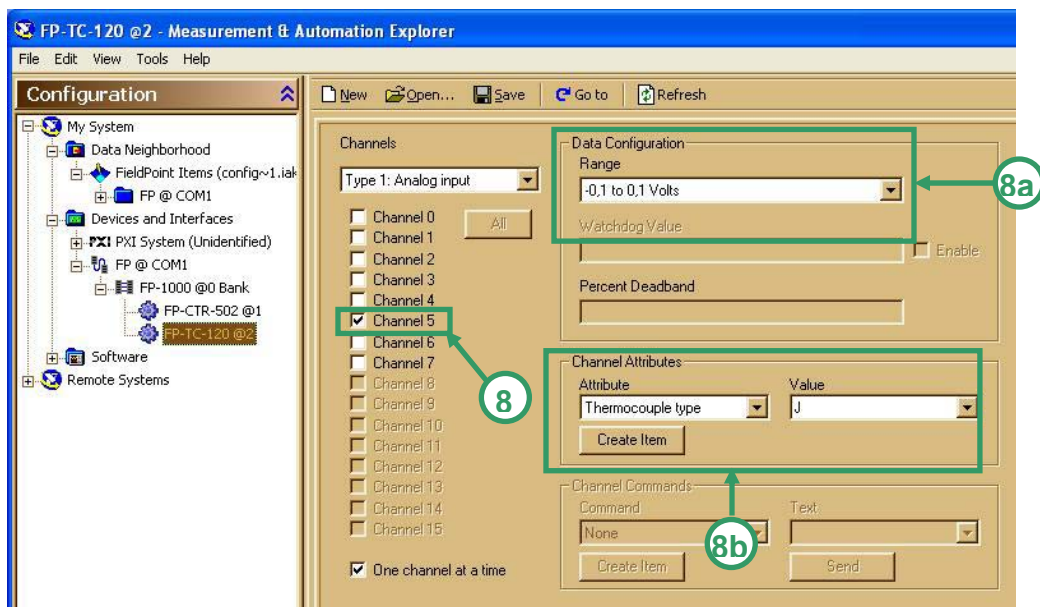 FP-TC-120 @2 - Measurement & Automation Explorer
File Edit View Tools Help
Configuration
New Open... Save Go to Refresh
My System
Data Neighborhood
FieldPoint Items (config~1.iak
FP @ COM1
Devices and Interfaces
PXI PXI System (Unidentified)
FP @ COM1
FP-1000 @0 Bank
FP-CTR-502 @1
FP-TC-120 @2
Software
Remote Systems
Channels
Type 1: Analog input
All
Channel 0
Channel 1
Channel 2
Channel 3
Channel 4
Channel 5
Channel 6
Channel 7
Channel 8
Channel 9
Channel 10
Channel 11
Channel 12
Channel 13
Channel 14
Channel 15
One channel at a time
8
Data Configuration
Range
-0,1 to 0,1 Volts
8a
Watchdog Value
Enable
Percent Deadband
Channel Attributes
Attribute Value
Thermocouple type J
Create Item
8b
Channel Commands
Command Text
None
Create Item Send